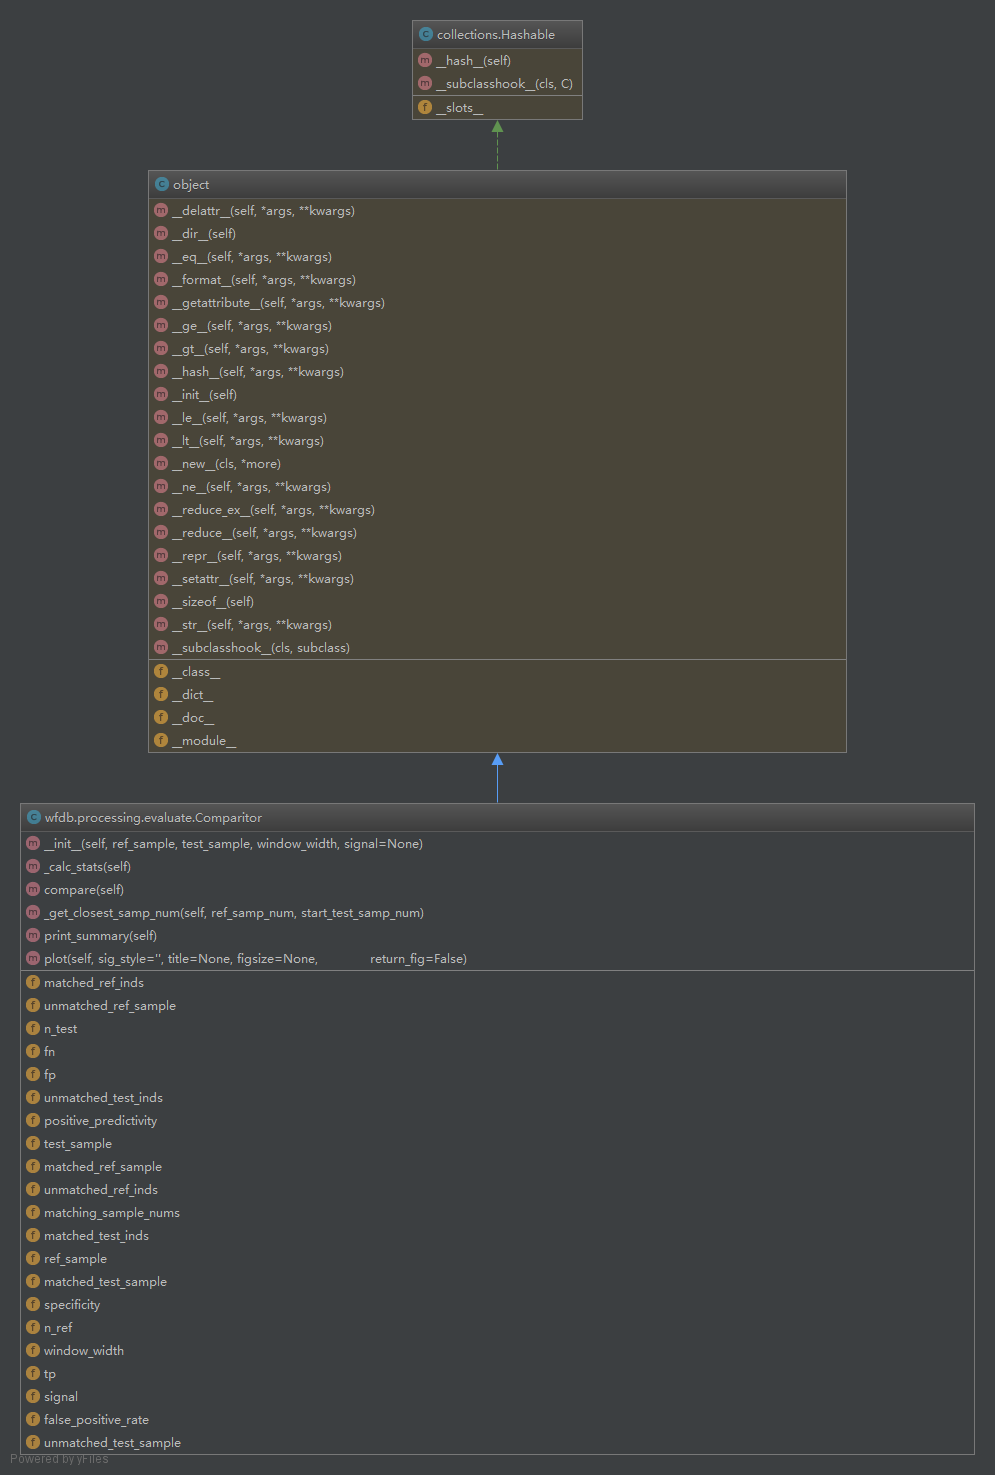 collections.Hashable
__hash__(self)
__subclasshook__(cls, C)
__slots__
object
__delattr__(self, *args, **kwargs)
__dir__(self)
__eq__(self, *args, **kwargs)
__format__(self, *args, **kwargs)
__getattribute__(self, *args, **kwargs)
__ge__(self, *args, **kwargs)
__gt__(self, *args, **kwargs)
__hash__(self, *args, **kwargs)
__init__(self)
__le__(self, *args, **kwargs)
__lt__(self, *args, **kwargs)
__new__(cls, *more)
__ne__(self, *args, **kwargs)
__reduce_ex__(self, *args, **kwargs)
__reduce__(self, *args, **kwargs)
__repr__(self, *args, **kwargs)
__setattr__(self, *args, **kwargs)
__sizeof__(self)
__str__(self, *args, **kwargs)
__subclasshook__(cls, subclass)
__class__
__dict__
__doc__
__module__
wfdb.processing.evaluate.Comparitor
__init__(self, ref_sample, test_sample, window_width, signal=None)
_calc_stats(self)
compare(self)
_get_closest_samp_num(self, ref_samp_num, start_test_samp_num)
print_summary(self)
plot(self, sig_style='', title=None, figsize=None, return_fig=False)
matched_ref_inds
unmatched_ref_sample
n_test
fn
fp
unmatched_test_inds
positive_predictivity
test_sample
matched_ref_sample
unmatched_ref_inds
matching_sample_nums
matched_test_inds
ref_sample
matched_test_sample
specificity
n_ref
window_width
tp
signal
false_positive_rate
unmatched_test_sample
Powered by yFiles